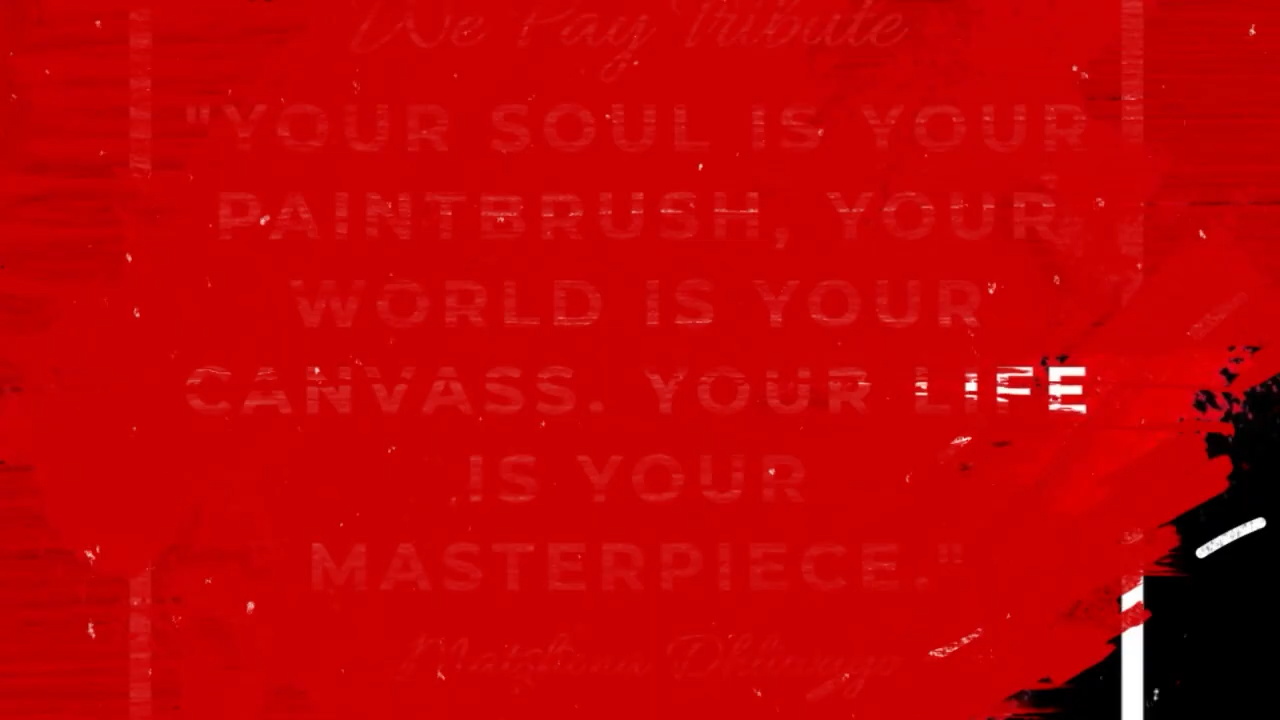 We Pay Tribute
"YOUR SOUL IS YOUR
PAINTBRUSH, YOUR
WORLD IS YOUR
CANVASS. YOUR LIFE
IS YOUR
MASTERPIECE."